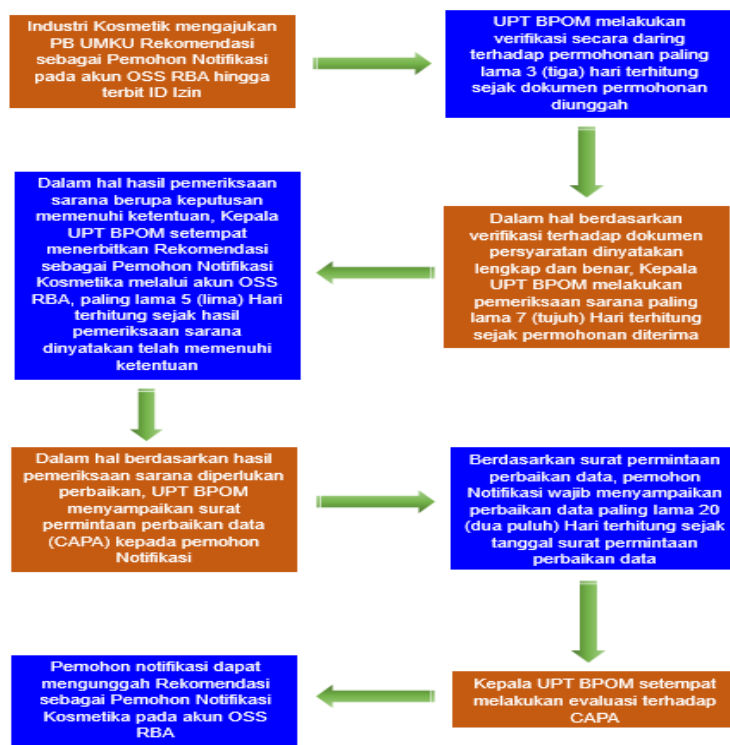 Industri Kosmetik mengajukan
PB UMKU Rekomendasi
sebagai Pemohon Notifikasi
pada akun OSS RBA hingga
terbit ID Izin
UPT BPOM melakukan
verifikasi secara daring
terhadap permohonan paling
lama 3 (tiga) hari terhitung
sejak dokumen permohonan
diunggah
Dalam hal berdasarkan
verifikasi terhadap dokumen
persyaratan dinyatakan
lengkap dan benar, Kepala
UPT BPOM melakukan
pemeriksaan sarana paling
lama 7 (tujuh) Hari terhitung
sejak permohonan diterima
Dalam hal hasil pemeriksaan
sarana berupa keputusan
memenuhi ketentuan, Kepala
UPT BPOM setempat
menerbitkan Rekomendasi
sebagai Pemohon Notifikasi
Kosmetika melalui akun OSS
RBA, paling lama 5 (lima) Hari
terhitung sejak hasil
pemeriksaan sarana
dinyatakan telah memenuhi
ketentuan
Dalam hal berdasarkan hasil
pemeriksaan sarana diperlukan
perbaikan, UPT BPOM
menyampaikan surat
permintaan perbaikan data
(CAPA) kepada pemohon
Notifikasi
Berdasarkan surat permintaan
perbaikan data, pemohon
Notifikasi wajib menyampaikan
perbaikan data paling lama 20
(dua puluh) Hari terhitung sejak
tanggal surat permintaan
perbaikan data
Kepala UPT BPOM setempat
melakukan evaluasi terhadap
CAPA
Pemohon notifikasi dapat
mengunggah Rekomendasi
sebagai Pemohon Notifikasi
Kosmetika pada akun OSS
RBA